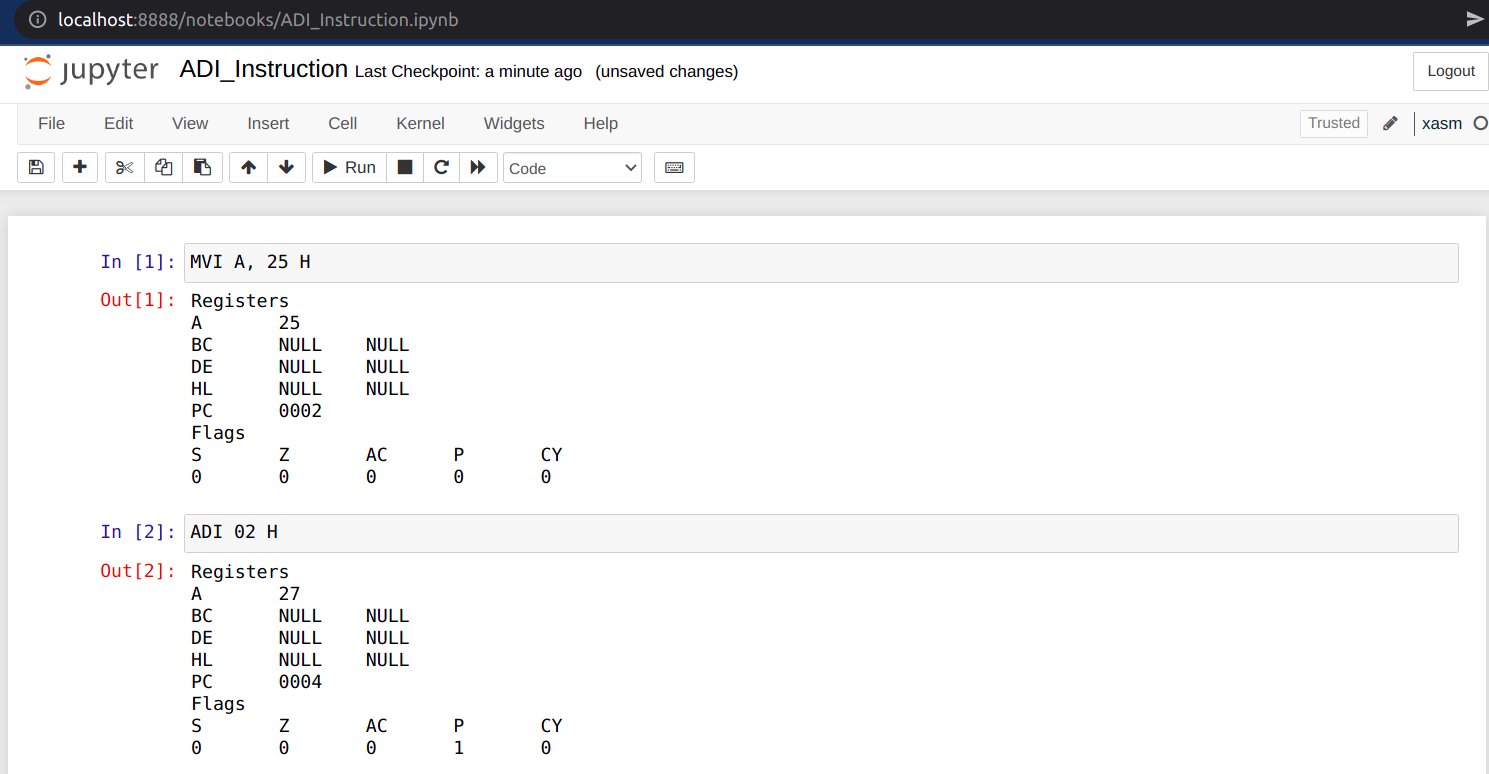 localhost:8888/notebooks/ADI_Instruction.ipynb
jupyter ADI_Instruction Last Checkpoint: a minute ago (unsaved changes) Logout
File Edit View Insert Cell Kernel Widgets Help Trusted xasm
Run Code
In [1]: MVI A, 25 H
Out[1]: Registers
A 25
BC NULL NULL
DE NULL NULL
HL NULL NULL
PC 0002
Flags
S Z AC P CY
0 0 0 0 0
In [2]: ADI 02 H
Out[2]: Registers
A 27
BC NULL NULL
DE NULL NULL
HL NULL NULL
PC 0004
Flags
S Z AC P CY
0 0 0 1 0